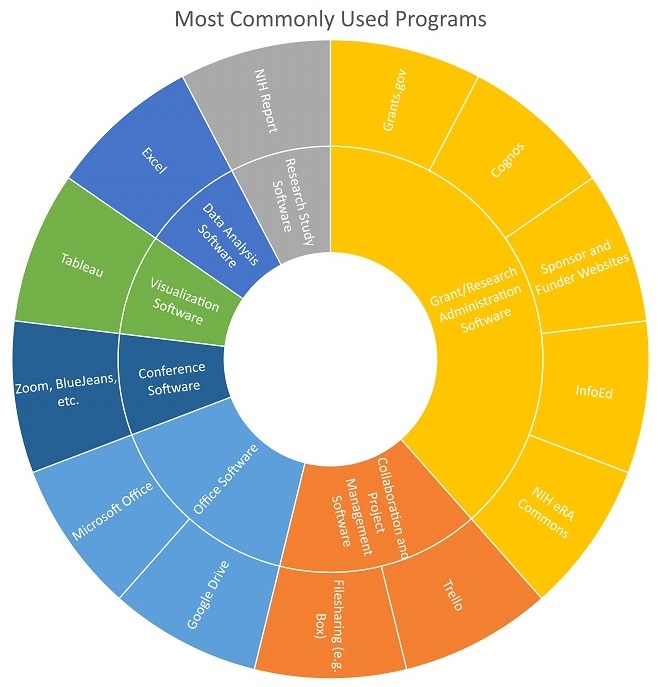 Most Commonly Used Programs
Grants.gov
Cognos
Sponsor and
Funder Websites
InfoEd
NIH eRA
Commons
Grant/Research
Administration
Software
Trello
Filesharing (e.g.
Box)
Collaboration and
Project
Management
Software
Google Drive
Microsoft Office
Office Software
Zoom, BlueJeans,
etc.
Conference
Software
Tableau
Visualization
Software
Excel
Data Analysis
Software
NIH Report
Research Study
Software